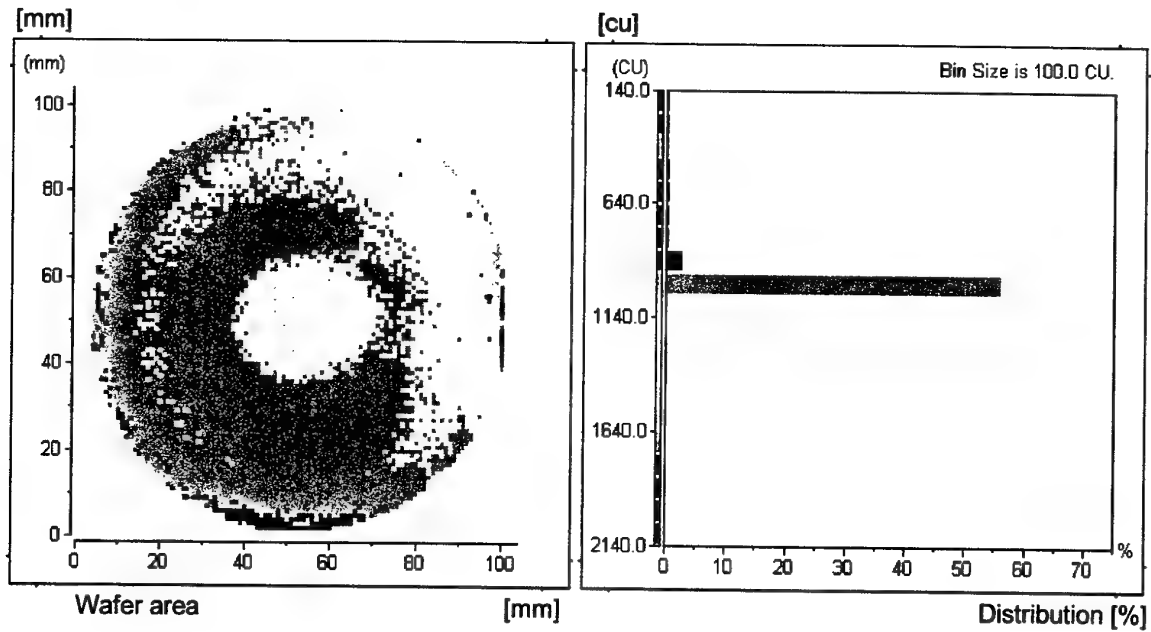 [mm]
(mm)
100
80
60
40
20
0
0 20 40 60 80 100
Wafer area [mm]
[cu]
(CU)
Bin Size is 100.0 CU.
140.0
640.0
1140.0
1640.0
2140.0
0 10 20 30 40 50 60 70 %
Distribution [%]